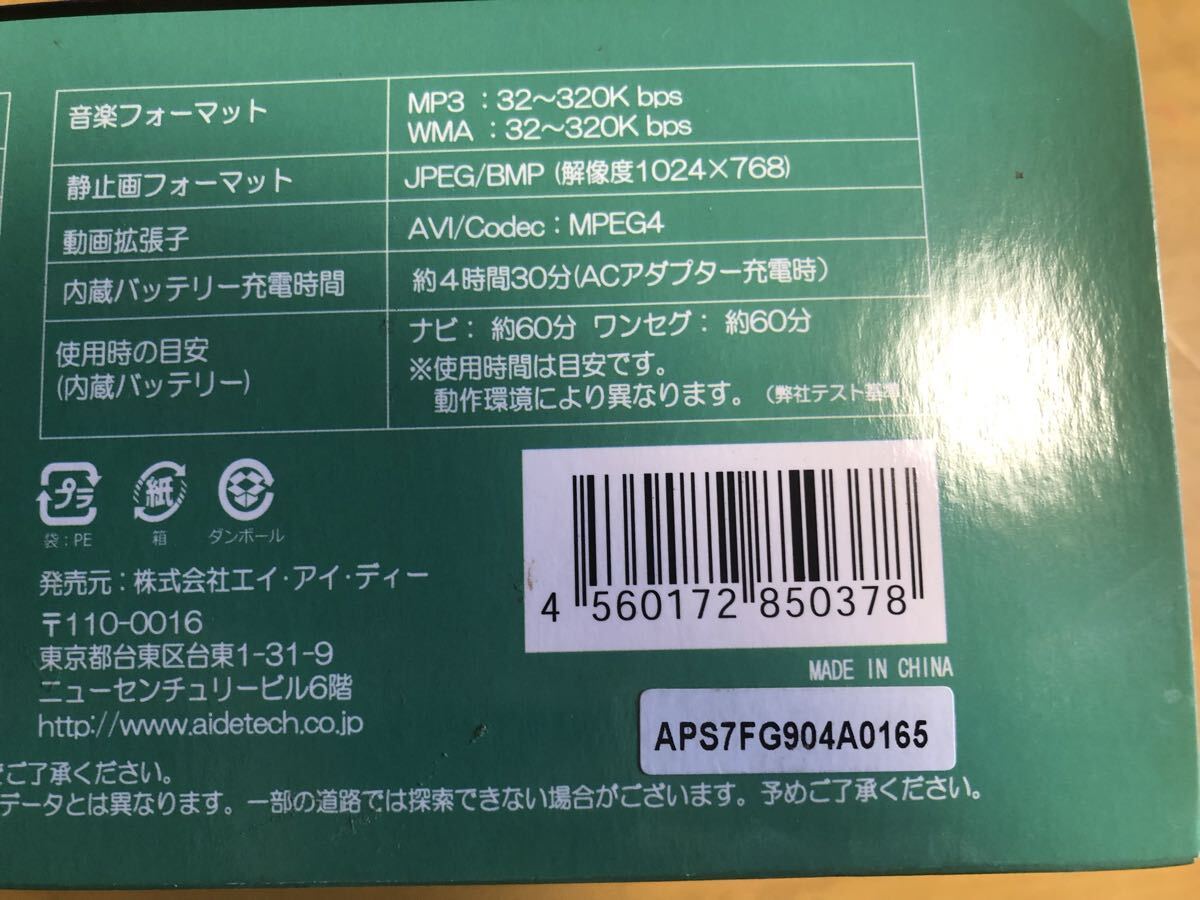 音楽フォーマット
MP3 : 32～320K bps
WMA : 32～320K bps
静止画フォーマット
JPEG/BMP (解像度1024×768)
動画拡張子
AVI/Codec : MPEG4
内蔵バッテリー充電時間
約4時間30分(ACアダプター充電時)
使用時の目安
(内蔵バッテリー)
ナビ： 約60分 ワンセグ： 約60分
※使用時間は目安です。
動作環境により異なります。（弊社テスト基準
プラ
紙
袋：PE
箱
ダンボール
発売元：株式会社エイ・アイ・ディー
〒110-0016
東京都台東区台東1-31-9
ニューセンチュリービル6階
http://www.aidetech.co.jp
4 560172 850378
MADE IN CHINA
APS7FG904A0165
ご了承ください。
データとは異なります。一部の道路では探索できない場合がございます。予めご了承ください。